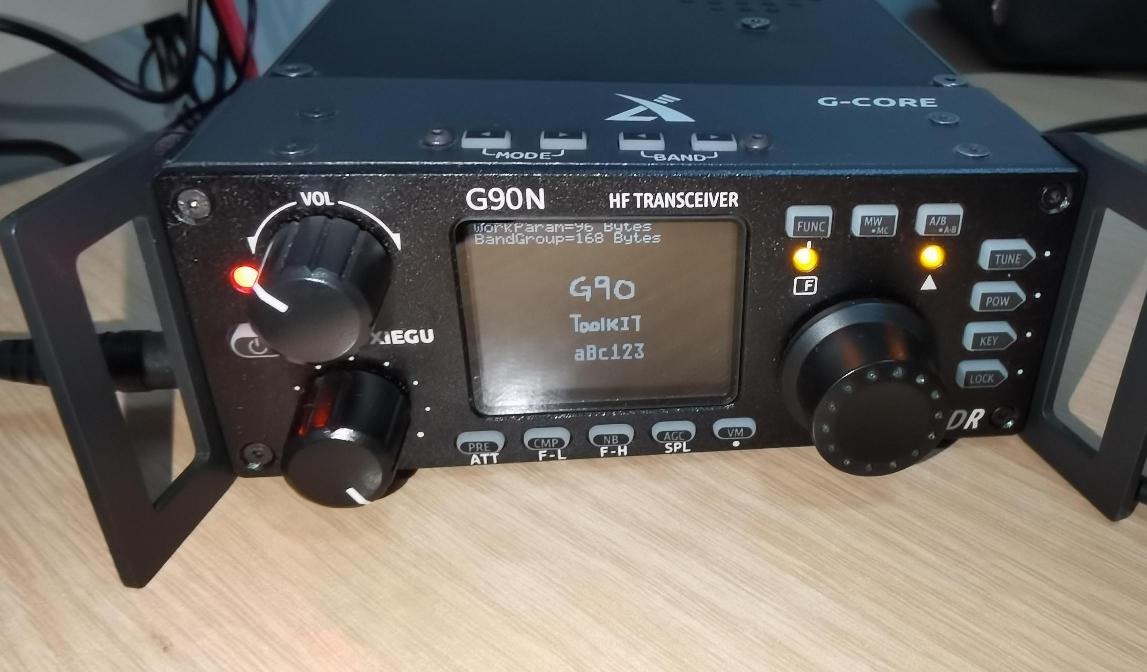 G-CORE
MODE
BAND
VOL
G90N
HF TRANSCEIVER
WorkParam=96 Bytes
BandGroup=168 Bytes
G90
ToolKIT
aBc123
FUNC
MW
MC
A/B
A-B
F
TUNE
POW
KEY
LOCK
XIEGU
PRE
CMP
NB
AGC
VM
ATT
F-L
F-H
SPL
DR